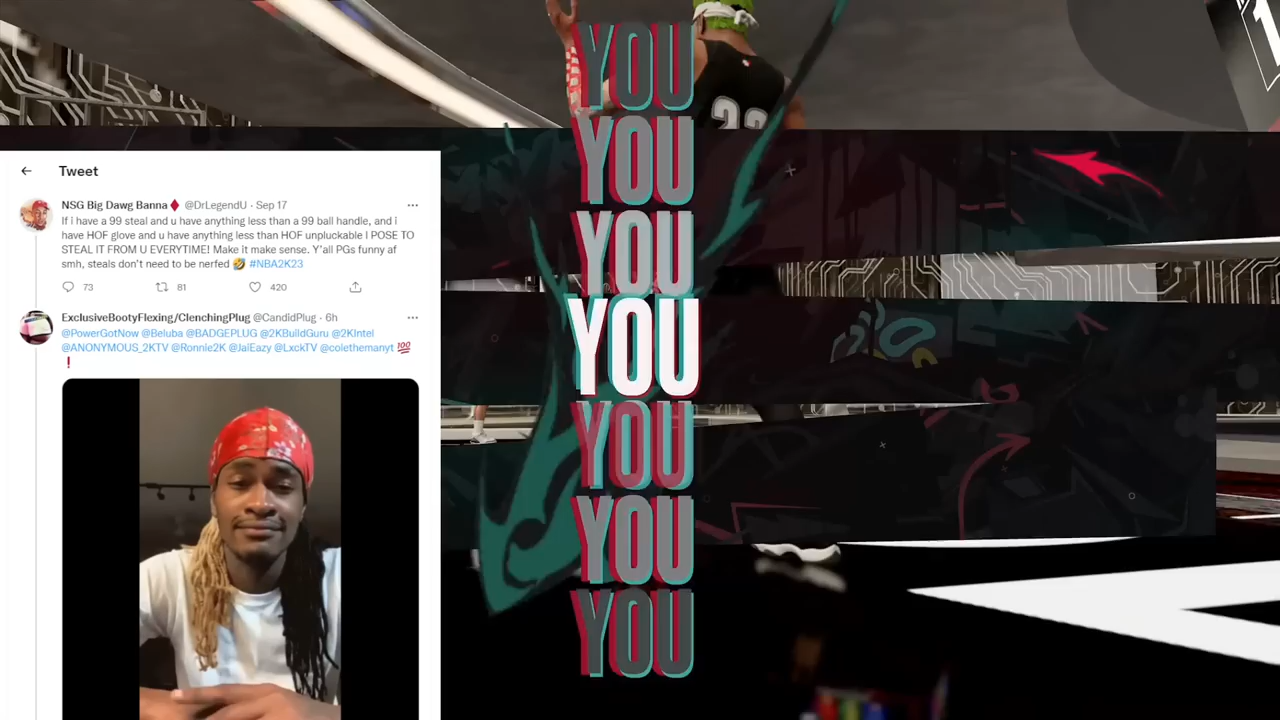 YOU
YOU
YOU
YOU
YOU
YOU
YOU
Tweet
NSG Big Dawg Banna♦️ @DrLegendU · Sep 17
If i have a 99 steal and u have anything less than a 99 ball handle, and i
have HOF glove and u have anything less than HOF unpluckable I POSE TO
STEAL IT FROM U EVERYTIME! Make it make sense. Y'all PGs funny af
smh, steals don't need to be nerfed 🤣 #NBA2K23
73 81 420
ExclusiveBootyFlexing/ClenchingPlug @CandidPlug · 6h
@PowerGotNow @Beluba @BADGEPLUG @2KBuildGuru @2KIntel
@ANONYMOUS_2KTV @Ronnie2K @JalEazy @LxckTV @colethemanyt 💯
❗